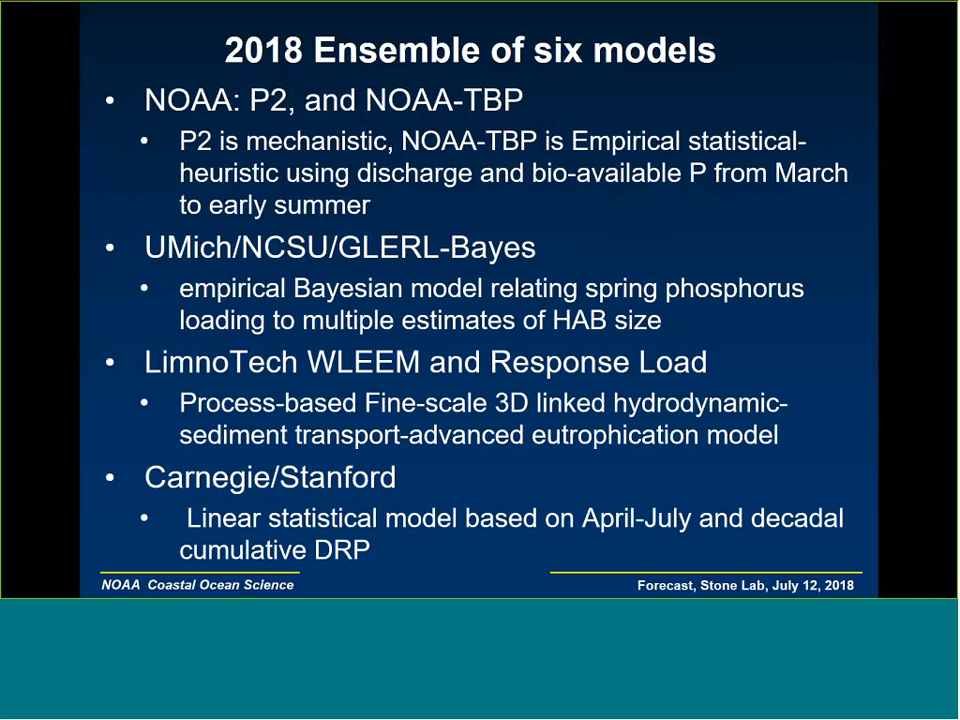 2018 Ensemble of six models
• NOAA: P2, and NOAA-TBP
• P2 is mechanistic, NOAA-TBP is Empirical statistical-
heuristic using discharge and bio-available P from March
to early summer
• UMich/NCSU/GLERL-Bayes
• empirical Bayesian model relating spring phosphorus
loading to multiple estimates of HAB size
• LimnoTech WLEEM and Response Load
• Process-based Fine-scale 3D linked hydrodynamic-
sediment transport-advanced eutrophication model
• Carnegie/Stanford
• Linear statistical model based on April-July and decadal
cumulative DRP
NOAA Coastal Ocean Science
Forecast, Stone Lab, July 12, 2018